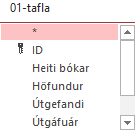 01-tafla
*
ID
Heiti bókar
Höfundur
Útgefandi
Útgáfuár